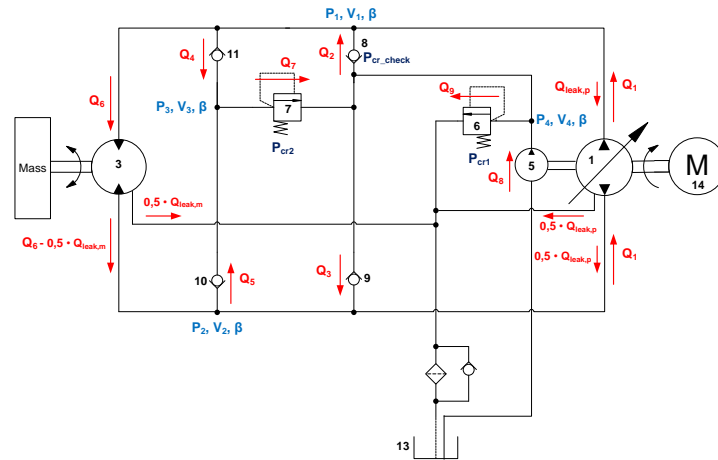 P1, V1, β
Q4
11
Q2
8
Pcr_check
Q7
Q9
Qleak,p
Q1
Q6
P3, V3, β
7
6
P4, V4, β
Mass
3
Pcr2
Pcr1
5
1
M
14
Q8
0,5 • Qleak,m
0,5 • Qleak,p
Q6 - 0,5 • Qleak,m
0,5 • Qleak,p
Q1
10
Q5
Q3
9
P2, V2, β
13